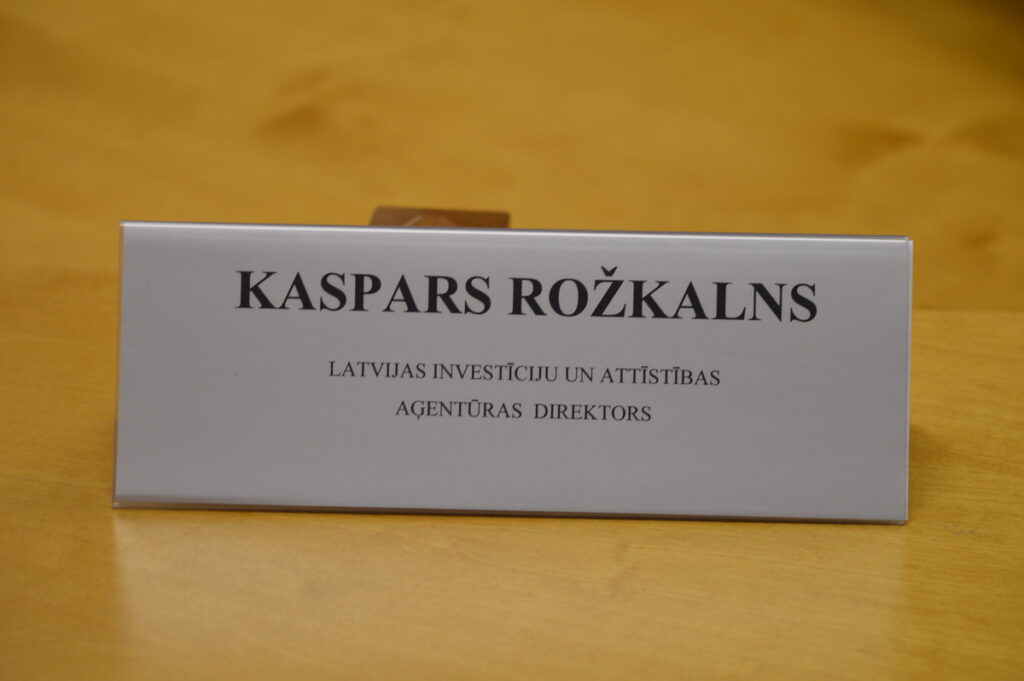 KASPARS ROŽKALNS
LATVIJAS INVESTĪCIJU UN ATTĪSTĪBAS
AĢENTŪRAS DIREKTORS